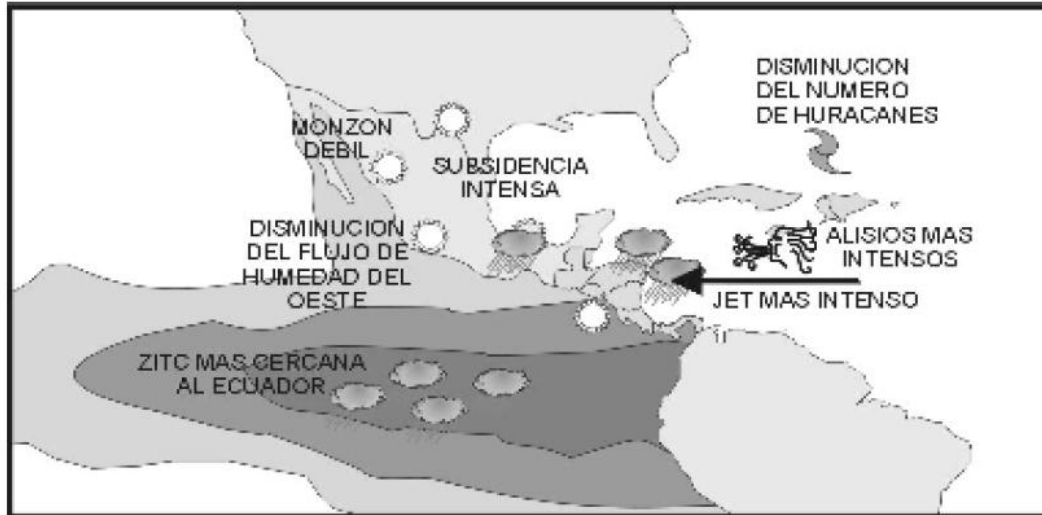 DISMINUCION
DEL NUMERO
DE HURACANES
MONZON
DEBIL
SUBSIDENCIA
INTENSA
DISMINUCION
DEL FLUJO DE
HUMEDAD DEL
OESTE
ALISIOS MAS
INTENSOS
JET MAS INTENSO
ZITC MAS CERCANA
AL ECUADOR